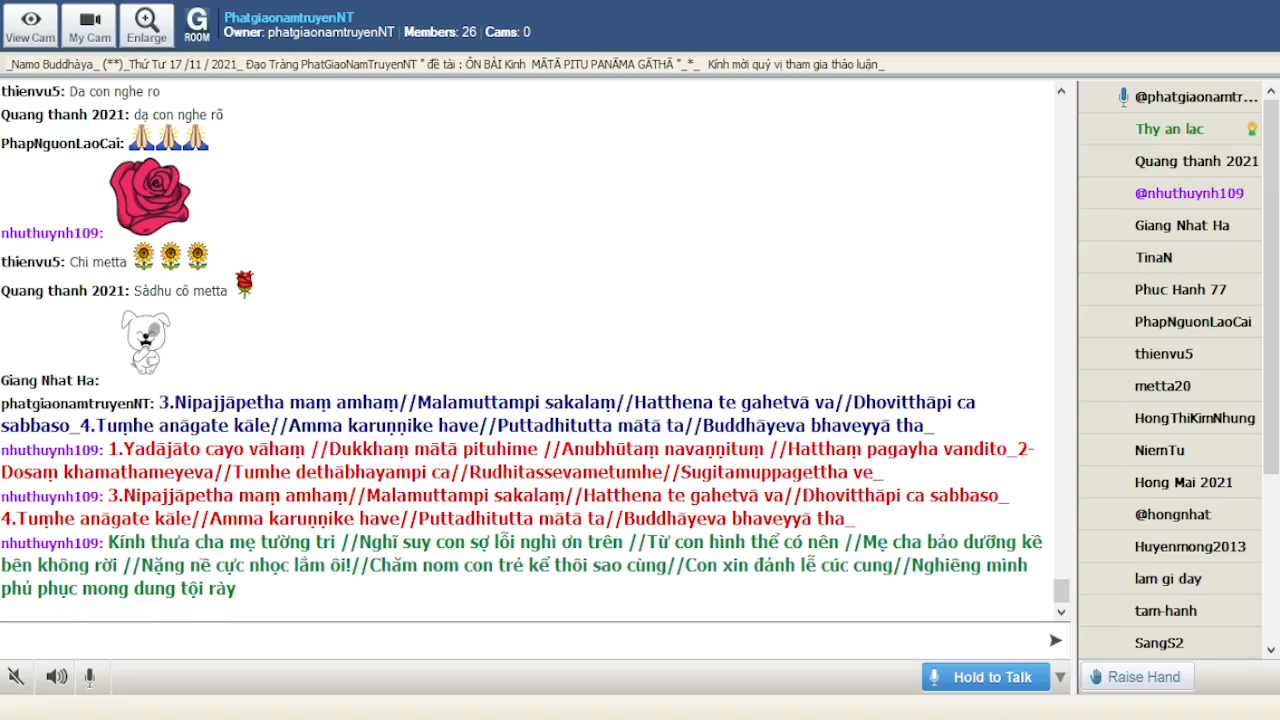 View Cam
My Cam
Enlarge
G
ROOM
PhatgiaonamtruyenNT
Owner: phatgiaonamtruyenNT | Members: 26 | Cams: 0
_Namo Buddhàya_ (**)_Thứ Tư 17 /11 / 2021_ Đạo Tràng PhatGiaoNamTruyenNT " đề tài : ÔN BÀI Kinh MĀTĀ PITU PANĀMA GĀTHĀ "_*_ Kính mời quý vị tham gia thảo luận_
thienvu5: Da con nghe ro
Quang thanh 2021: dạ con nghe rõ
PhapNguonLaoCai: 🙏🙏🙏
nhuthuynh109:
thienvu5: Chi metta 🌻🌻🌻
Quang thanh 2021: Sàdhu cô metta 🌹
Giang Nhat Ha:
phatgiaonamtruyenNT: 3.Nipajjāpetha maṃ amhaṃ//Malamuttampi sakalaṃ//Hatthena te gahetvā va//Dhovitthāpi ca
sabbaso_4.Tuṃhe anāgate kāle//Amma karuṇṇike have//Puttadhitutta mātā ta//Buddhāyeva bhaveyyā tha_
nhuthuynh109: 1.Yadājāto cayo vāhaṃ //Dukkhaṃ mātā pituhime //Anubhūtaṃ navaṇṇituṃ //Hatthaṃ pagayha vandito_2-
Dosaṃ khamathameyeva//Tumhe dethābhayampi ca//Rudhitassevametumhe//Sugitamuppagettha ve_
nhuthuynh109: 3.Nipajjāpetha maṃ amhaṃ//Malamuttampi sakalaṃ//Hatthena te gahetvā va//Dhovitthāpi ca sabbaso_
4.Tuṃhe anāgate kāle//Amma karuṇṇike have//Puttadhitutta mātā ta//Buddhāyeva bhaveyyā tha_
nhuthuynh109: Kính thưa cha mẹ tường tri //Nghĩ suy con sợ lỗi nghì ơn trên //Từ con hình thể có nên //Mẹ cha bảo dưỡng kề
bên không rời //Nặng nề cực nhọc lắm ôi!//Chăm nom con trẻ kể thôi sao cùng//Con xin đảnh lễ cúc cung//Nghiêng mình
phủ phục mong dung tội rày
Hold to Talk
@phatgiaonamtr...
Thy an lac
Quang thanh 2021
@nhuthuynh109
Giang Nhat Ha
TinaN
Phuc Hanh 77
PhapNguonLaoCai
thienvu5
metta20
HongThiKimNhung
NiemTu
Hong Mai 2021
@hongnhat
Huyenmong2013
lam gi day
tam-hanh
SangS2
Raise Hand